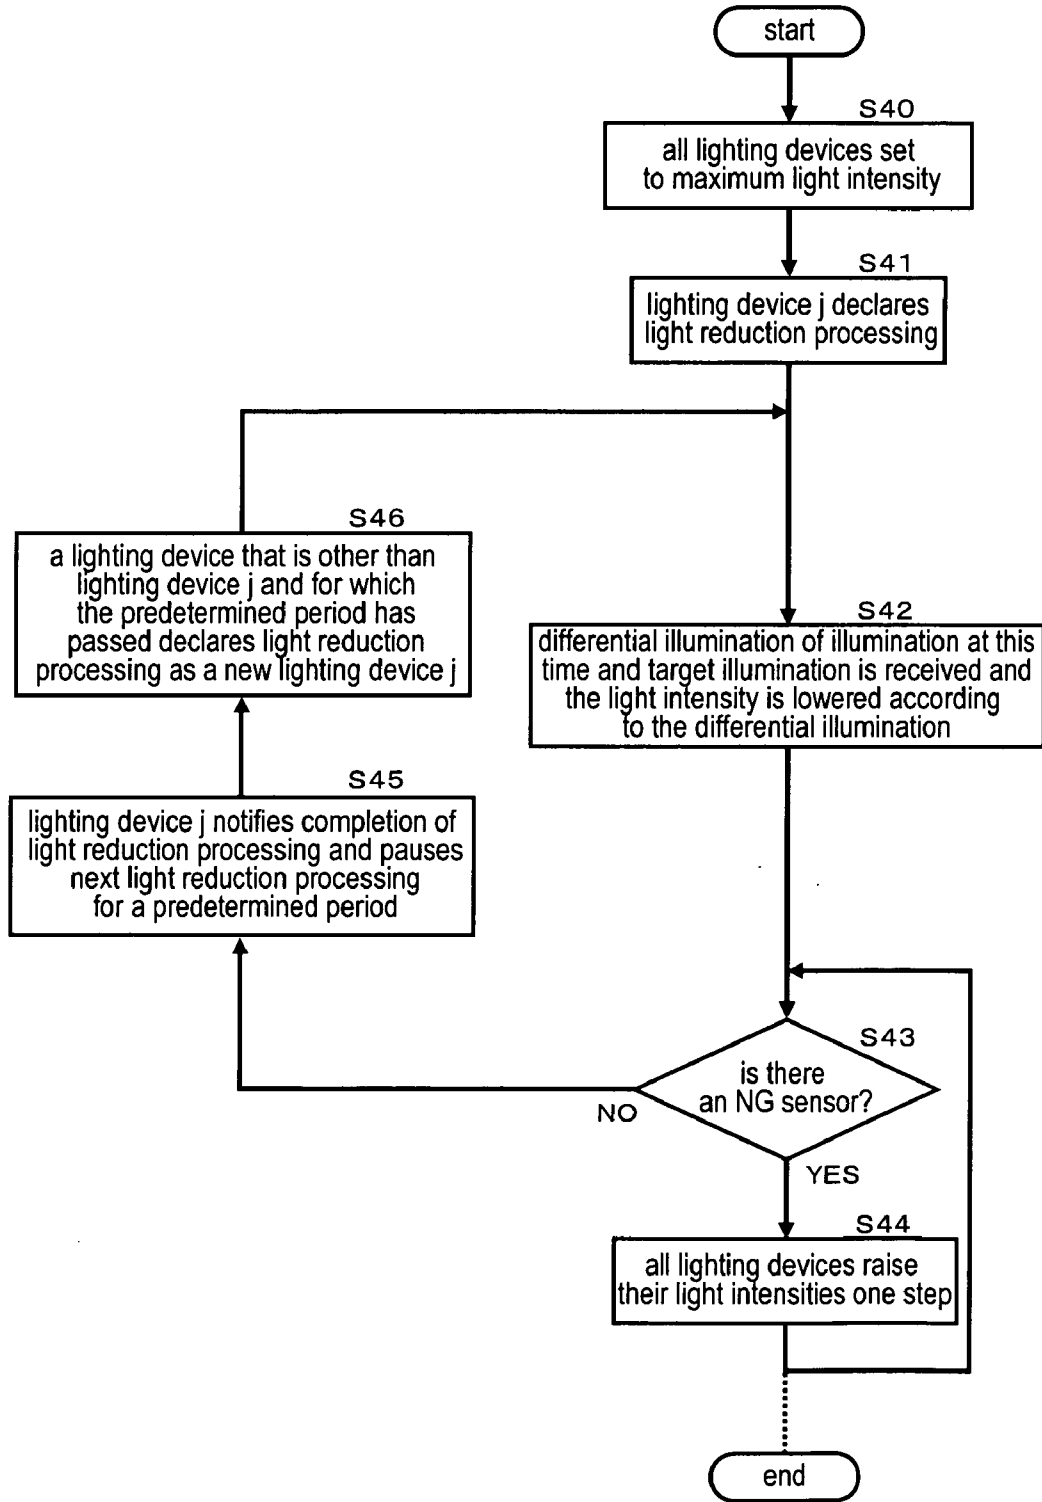 start
S40
all lighting devices set
to maximum light intensity
S41
lighting device j declares
light reduction processing
S46
a lighting device that is other than
lighting device j and for which
the predetermined period has
passed declares light reduction
processing as a new lighting device j
S42
differential illumination of illumination at this
time and target illumination is received and
the light intensity is lowered according
to the differential illumination
S45
lighting device j notifies completion of
light reduction processing and pauses
next light reduction processing
for a predetermined period
S43
is there
an NG sensor?
NO
YES
S44
all lighting devices raise
their light intensities one step
end